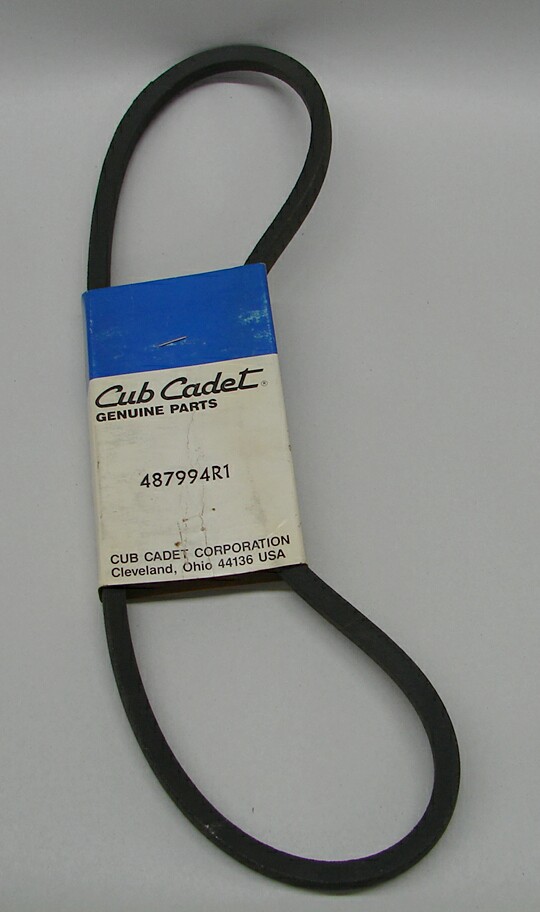 Cub Cadet®
GENUINE PARTS
487994R1
CUB CADET CORPORATION
Cleveland, Ohio 44136 USA